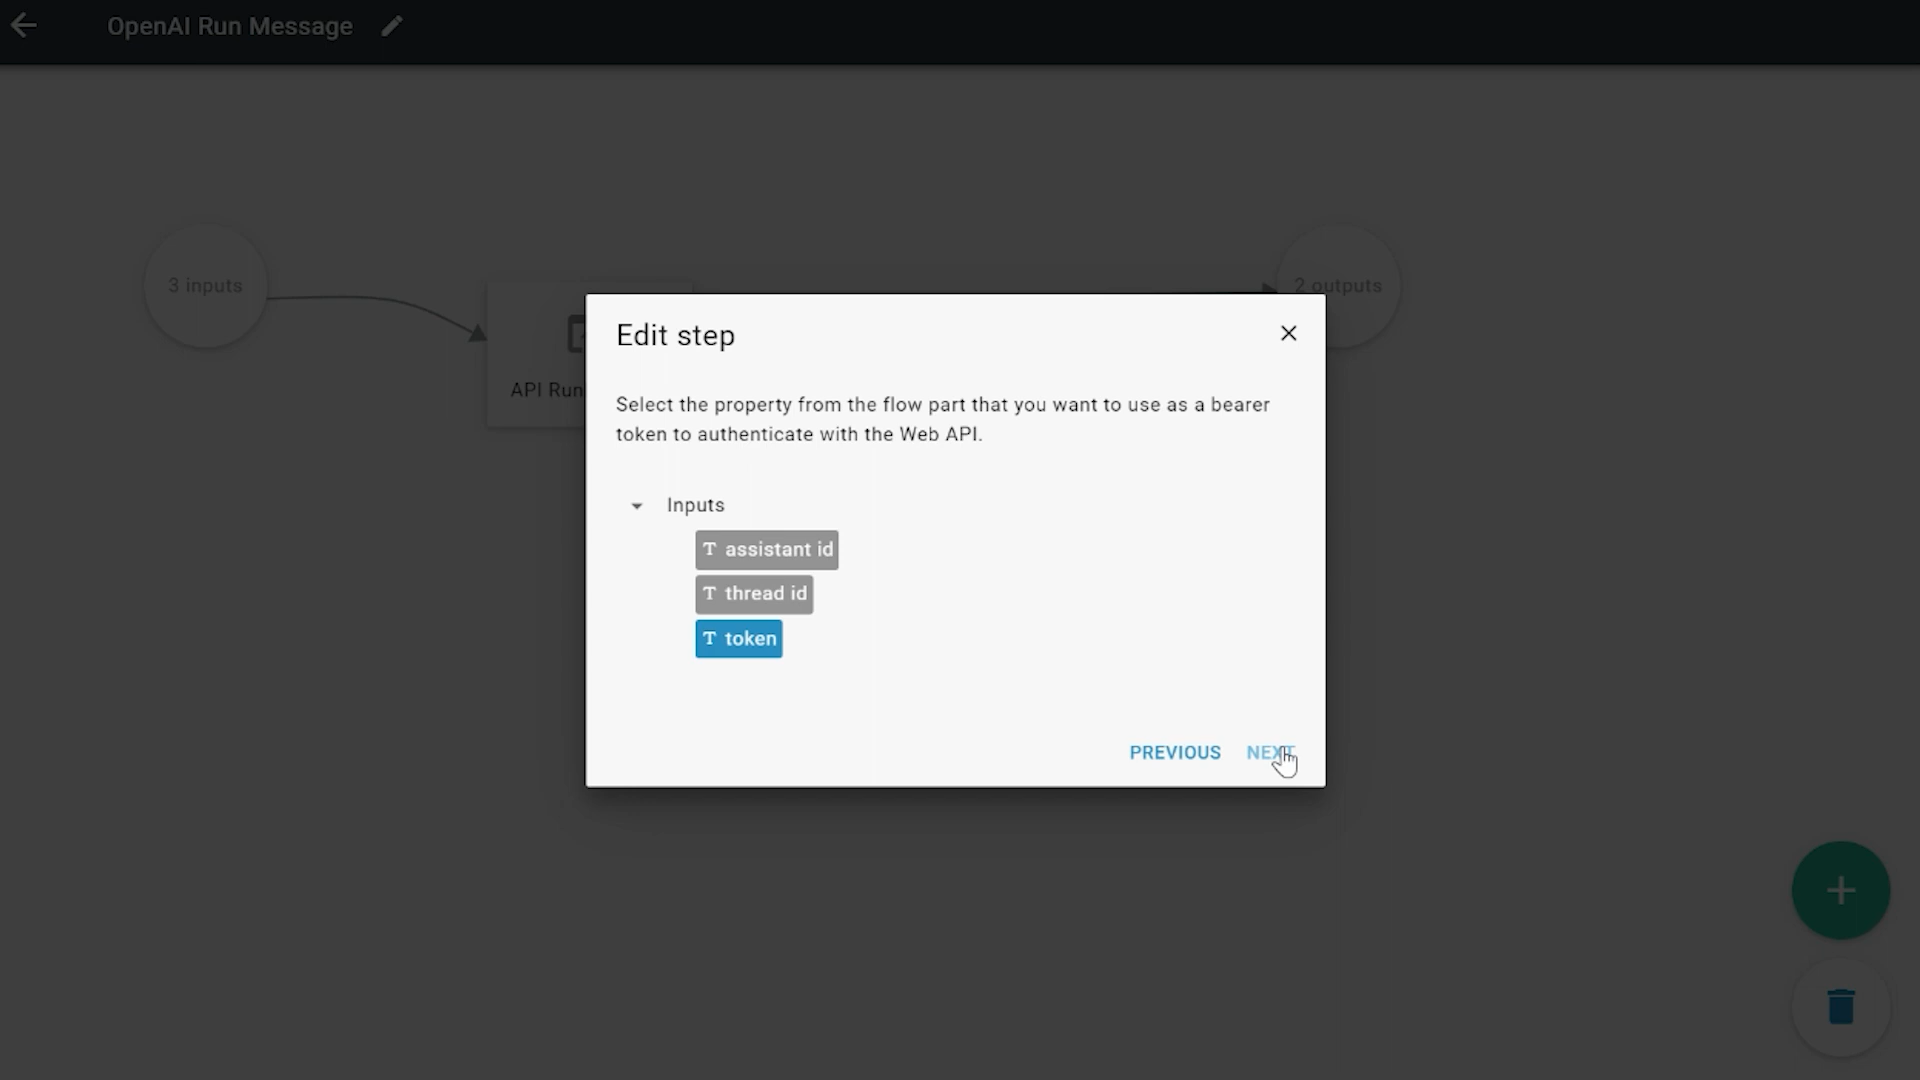 OpenAI Run Message
3 inputs
2 outputs
API Run
Edit step
Select the property from the flow part that you want to use as a bearer
token to authenticate with the Web API.
Inputs
T assistant id
T thread id
T token
PREVIOUS NEXT